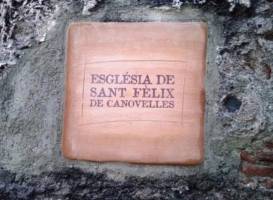 ESGLÉSIA DE
SANT FÈLIX
DE CANOVELLES